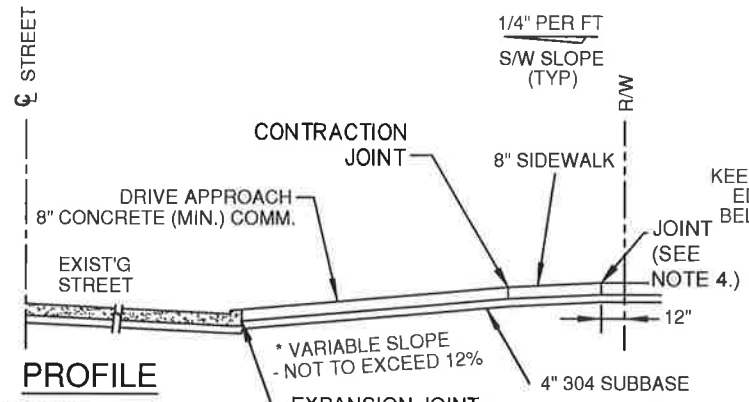 ℄ STREET
1/4" PER FT
S/W SLOPE
(TYP)
R/W
CONTRACTION
JOINT
8" SIDEWALK
DRIVE APPROACH
8" CONCRETE (MIN.) COMM.
JOINT
(SEE
NOTE 4.)
EXIST'G
STREET
12"
* VARIABLE SLOPE
- NOT TO EXCEED 12%
PROFILE
4" 304 SUBBASE
EXPANSION JOINT